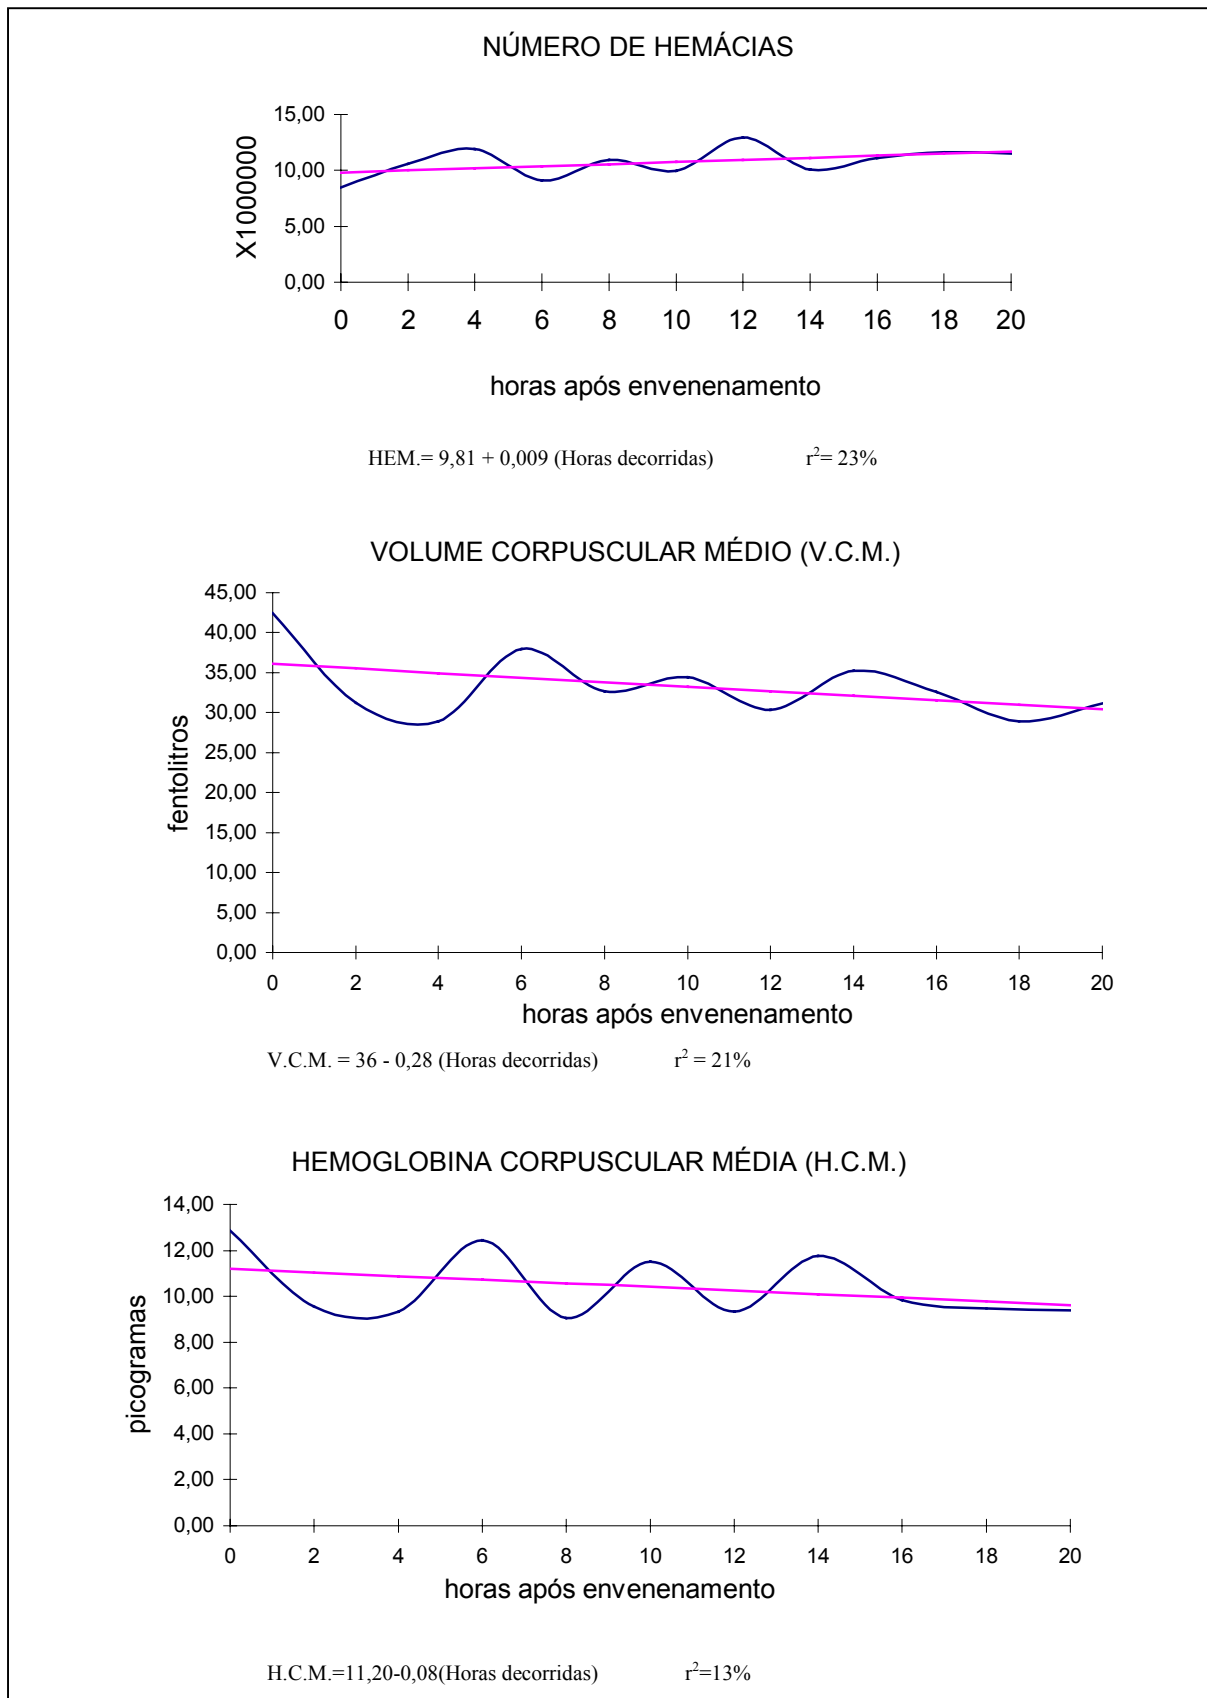 NÚMERO DE HEMÁCIAS
X1000000
15,00
10,00
5,00
0,00
0 2 4 6 8 10 12 14 16 18 20
horas após envenenamento
HEM.= 9,81 + 0,009 (Horas decorridas) r²= 23%
VOLUME CORPUSCULAR MÉDIO (V.C.M.)
fentolitros
45,00
40,00
35,00
30,00
25,00
20,00
15,00
10,00
5,00
0,00
0 2 4 6 8 10 12 14 16 18 20
horas após envenenamento
V.C.M. = 36 - 0,28 (Horas decorridas) r² = 21%
HEMOGLOBINA CORPUSCULAR MÉDIA (H.C.M.)
picogramas
14,00
12,00
10,00
8,00
6,00
4,00
2,00
0,00
0 2 4 6 8 10 12 14 16 18 20
horas após envenenamento
H.C.M.=11,20-0,08(Horas decorridas) r²=13%